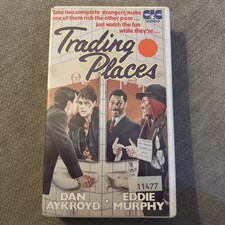 Take two complete strangers, make
one of them rich the other poor...
just watch the fun
while they're...
CIC
VIDEO
Trading
Places
11477
DAN
AYKROYD
EDDIE
MURPHY